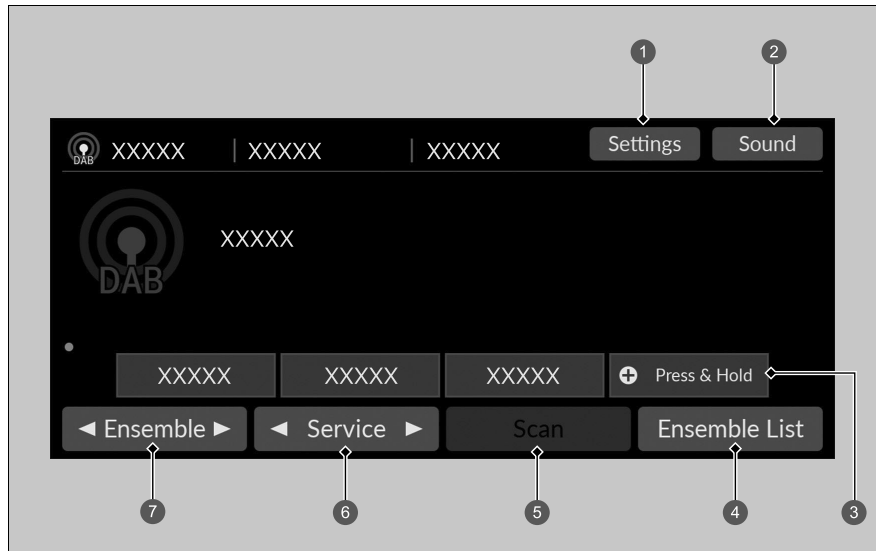 1 2
DAB XXXXX | XXXXX | XXXXX Settings Sound
XXXXX
DAB
XXXXX XXXXX XXXXX Press & Hold
Ensemble Service Scan Ensemble List
7 6 5 4 3